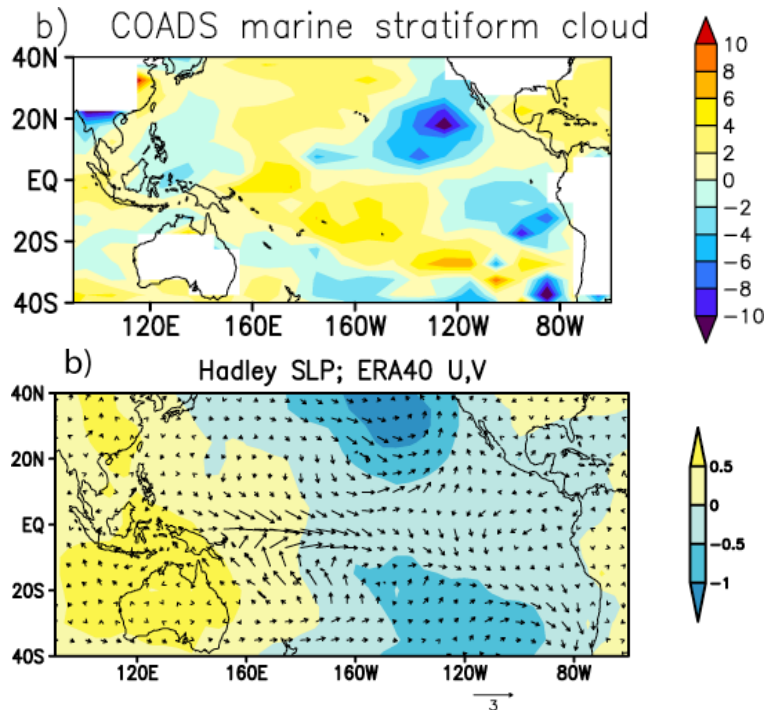 b) COADS marine stratiform cloud
40N
20N
EQ
20S
40S
120E 160E 160W 120W 80W
10
8
6
4
2
0
-2
-4
-6
-8
-10
b) Hadley SLP; ERA40 U,V
40N
20N
EQ
20S
40S
120E 160E 160W 120W 80W
3
0.5
0
-0.5
-1